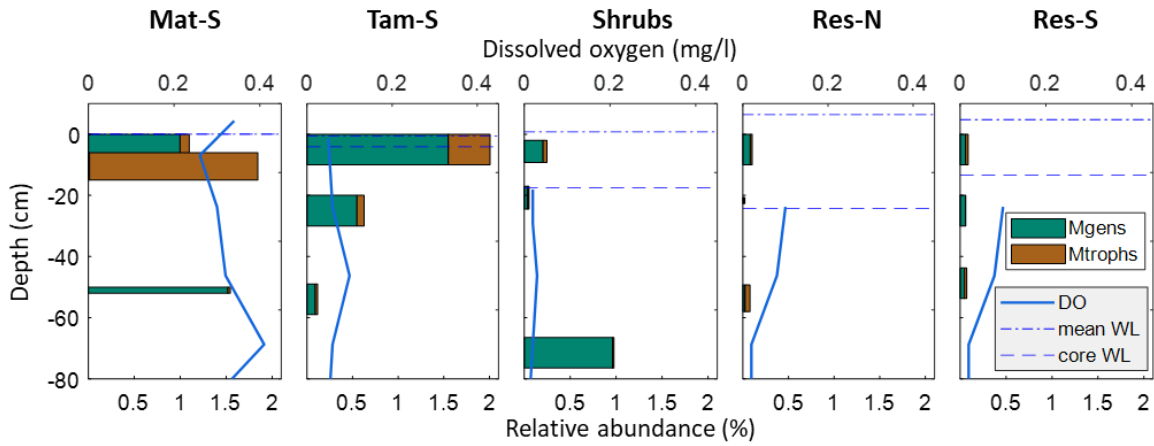 Mat-S Tam-S Shrubs Res-N Res-S
Dissolved oxygen (mg/l)
0 0.2 0.4 0 0.2 0.4 0 0.2 0.4 0 0.2 0.4 0 0.2 0.4
0
-20
-40
-60
-80
Depth (cm)
Mgens
Mtrophs
DO
mean WL
core WL
0.5 1 1.5 2 0.5 1 1.5 2 0.5 1 1.5 2 0.5 1 1.5 2 0.5 1 1.5 2
Relative abundance (%)